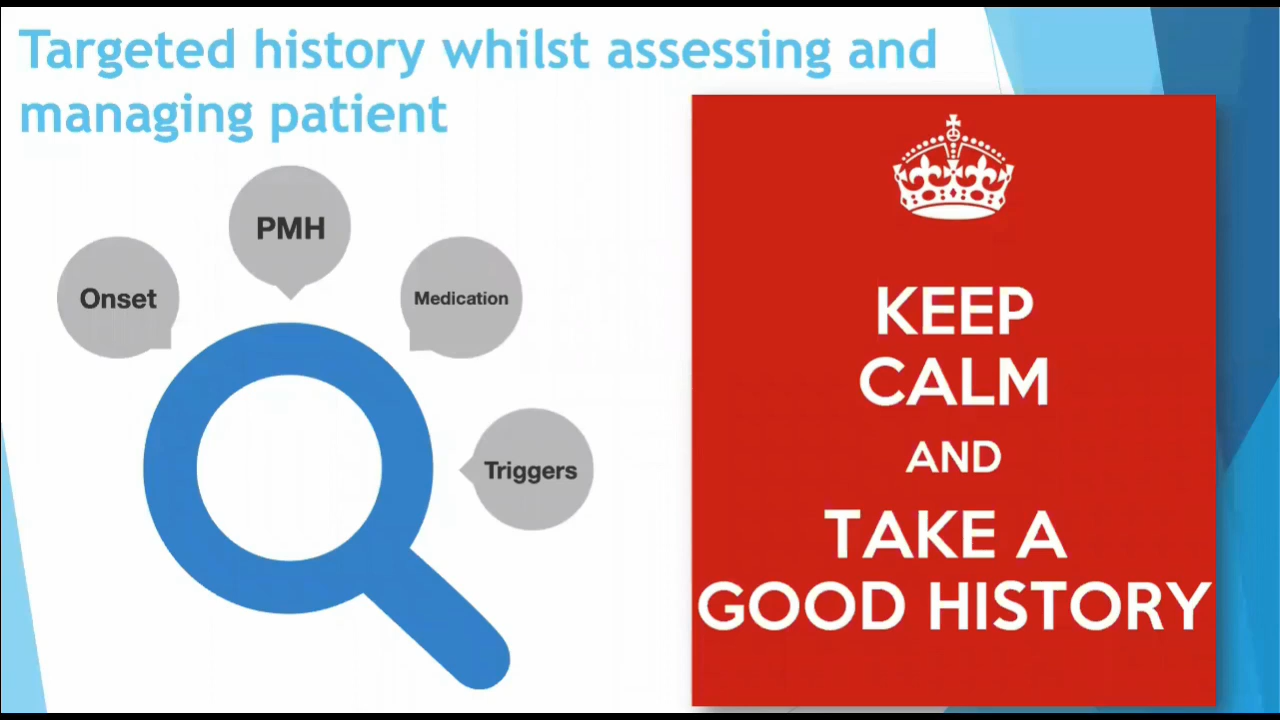 Targeted history whilst assessing and
managing patient
PMH
Onset
Medication
Triggers
KEEP
CALM
AND
TAKE A
GOOD HISTORY